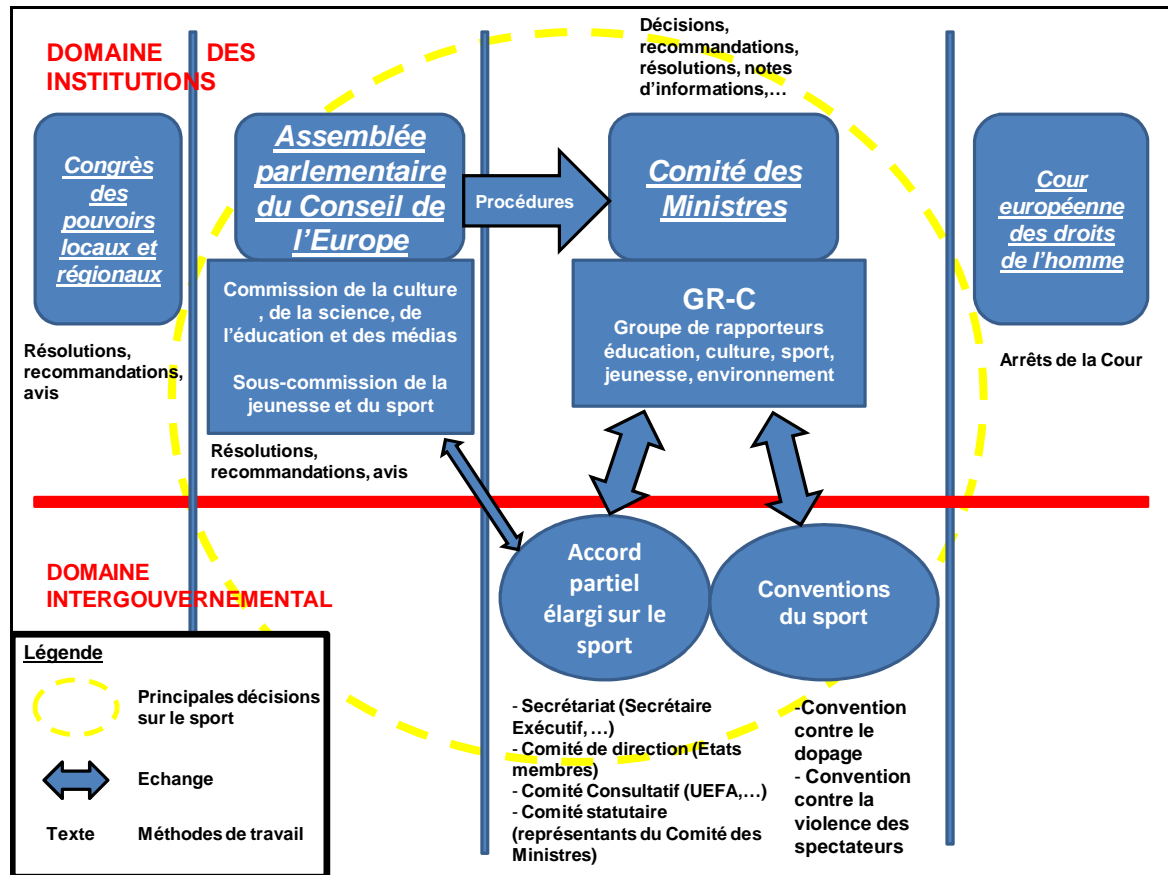 DOMAINE DES
INSTITUTIONS
Décisions,
recommandations,
résolutions, notes
d'informations,…
Congrès
des
pouvoirs
locaux et
régionaux
Résolutions,
recommandations,
avis
Assemblée
parlementaire
du Conseil de
l'Europe
Procédures
Comité des
Ministres
Cour
européenne
des droits
de l'homme
Arrêts de la Cour
Commission de la culture
, de la science, de
l'éducation et des médias
Sous-commission de la
jeunesse et du sport
Résolutions,
recommandations, avis
GR-C
Groupe de rapporteurs
éducation, culture, sport,
jeunesse, environnement
DOMAINE
INTERGOUVERNEMENTAL
Accord
partiel
élargi sur le
sport
Conventions
du sport
- Secrétariat (Secrétaire
Exécutif, …)
- Comité de direction (Etats
membres)
- Comité Consultatif (UEFA,…)
- Comité statutaire
(représentants du Comité des
Ministres)
-Convention
contre le
dopage
- Convention
contre la
violence des
spectateurs
Légende
Principales décisions
sur le sport
Echange
Texte Méthodes de travail